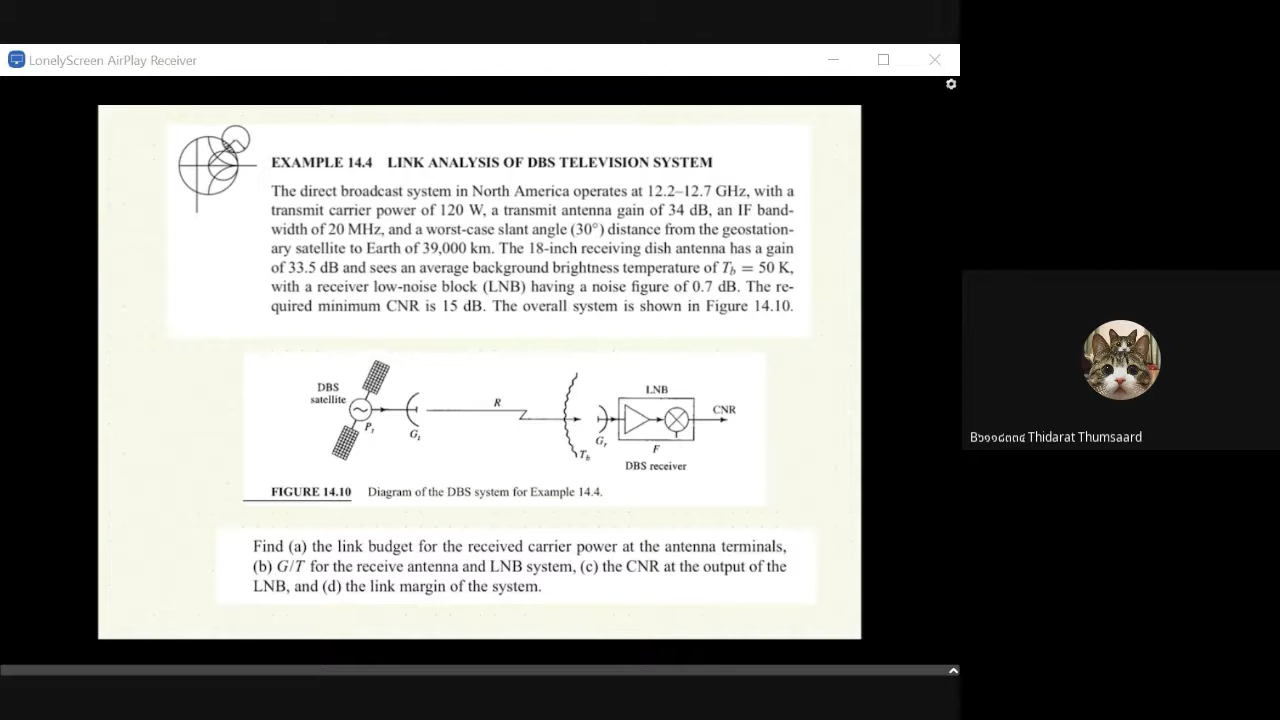 LonelyScreen AirPlay Receiver
EXAMPLE 14.4 LINK ANALYSIS OF DBS TELEVISION SYSTEM
The direct broadcast system in North America operates at 12.2–12.7 GHz, with a
transmit carrier power of 120 W, a transmit antenna gain of 34 dB, an IF band-
width of 20 MHz, and a worst-case slant angle (30°) distance from the geostation-
ary satellite to Earth of 39,000 km. The 18-inch receiving dish antenna has a gain
of 33.5 dB and sees an average background brightness temperature of T_b = 50 K,
with a receiver low-noise block (LNB) having a noise figure of 0.7 dB. The re-
quired minimum CNR is 15 dB. The overall system is shown in Figure 14.10.
DBS
satellite
P_t
G_t
R
T_b
G_r
LNB
F
DBS receiver
CNR
FIGURE 14.10 Diagram of the DBS system for Example 14.4.
Find (a) the link budget for the received carrier power at the antenna terminals,
(b) G/T for the receive antenna and LNB system, (c) the CNR at the output of the
LNB, and (d) the link margin of the system.
Thidarat Thumsaard